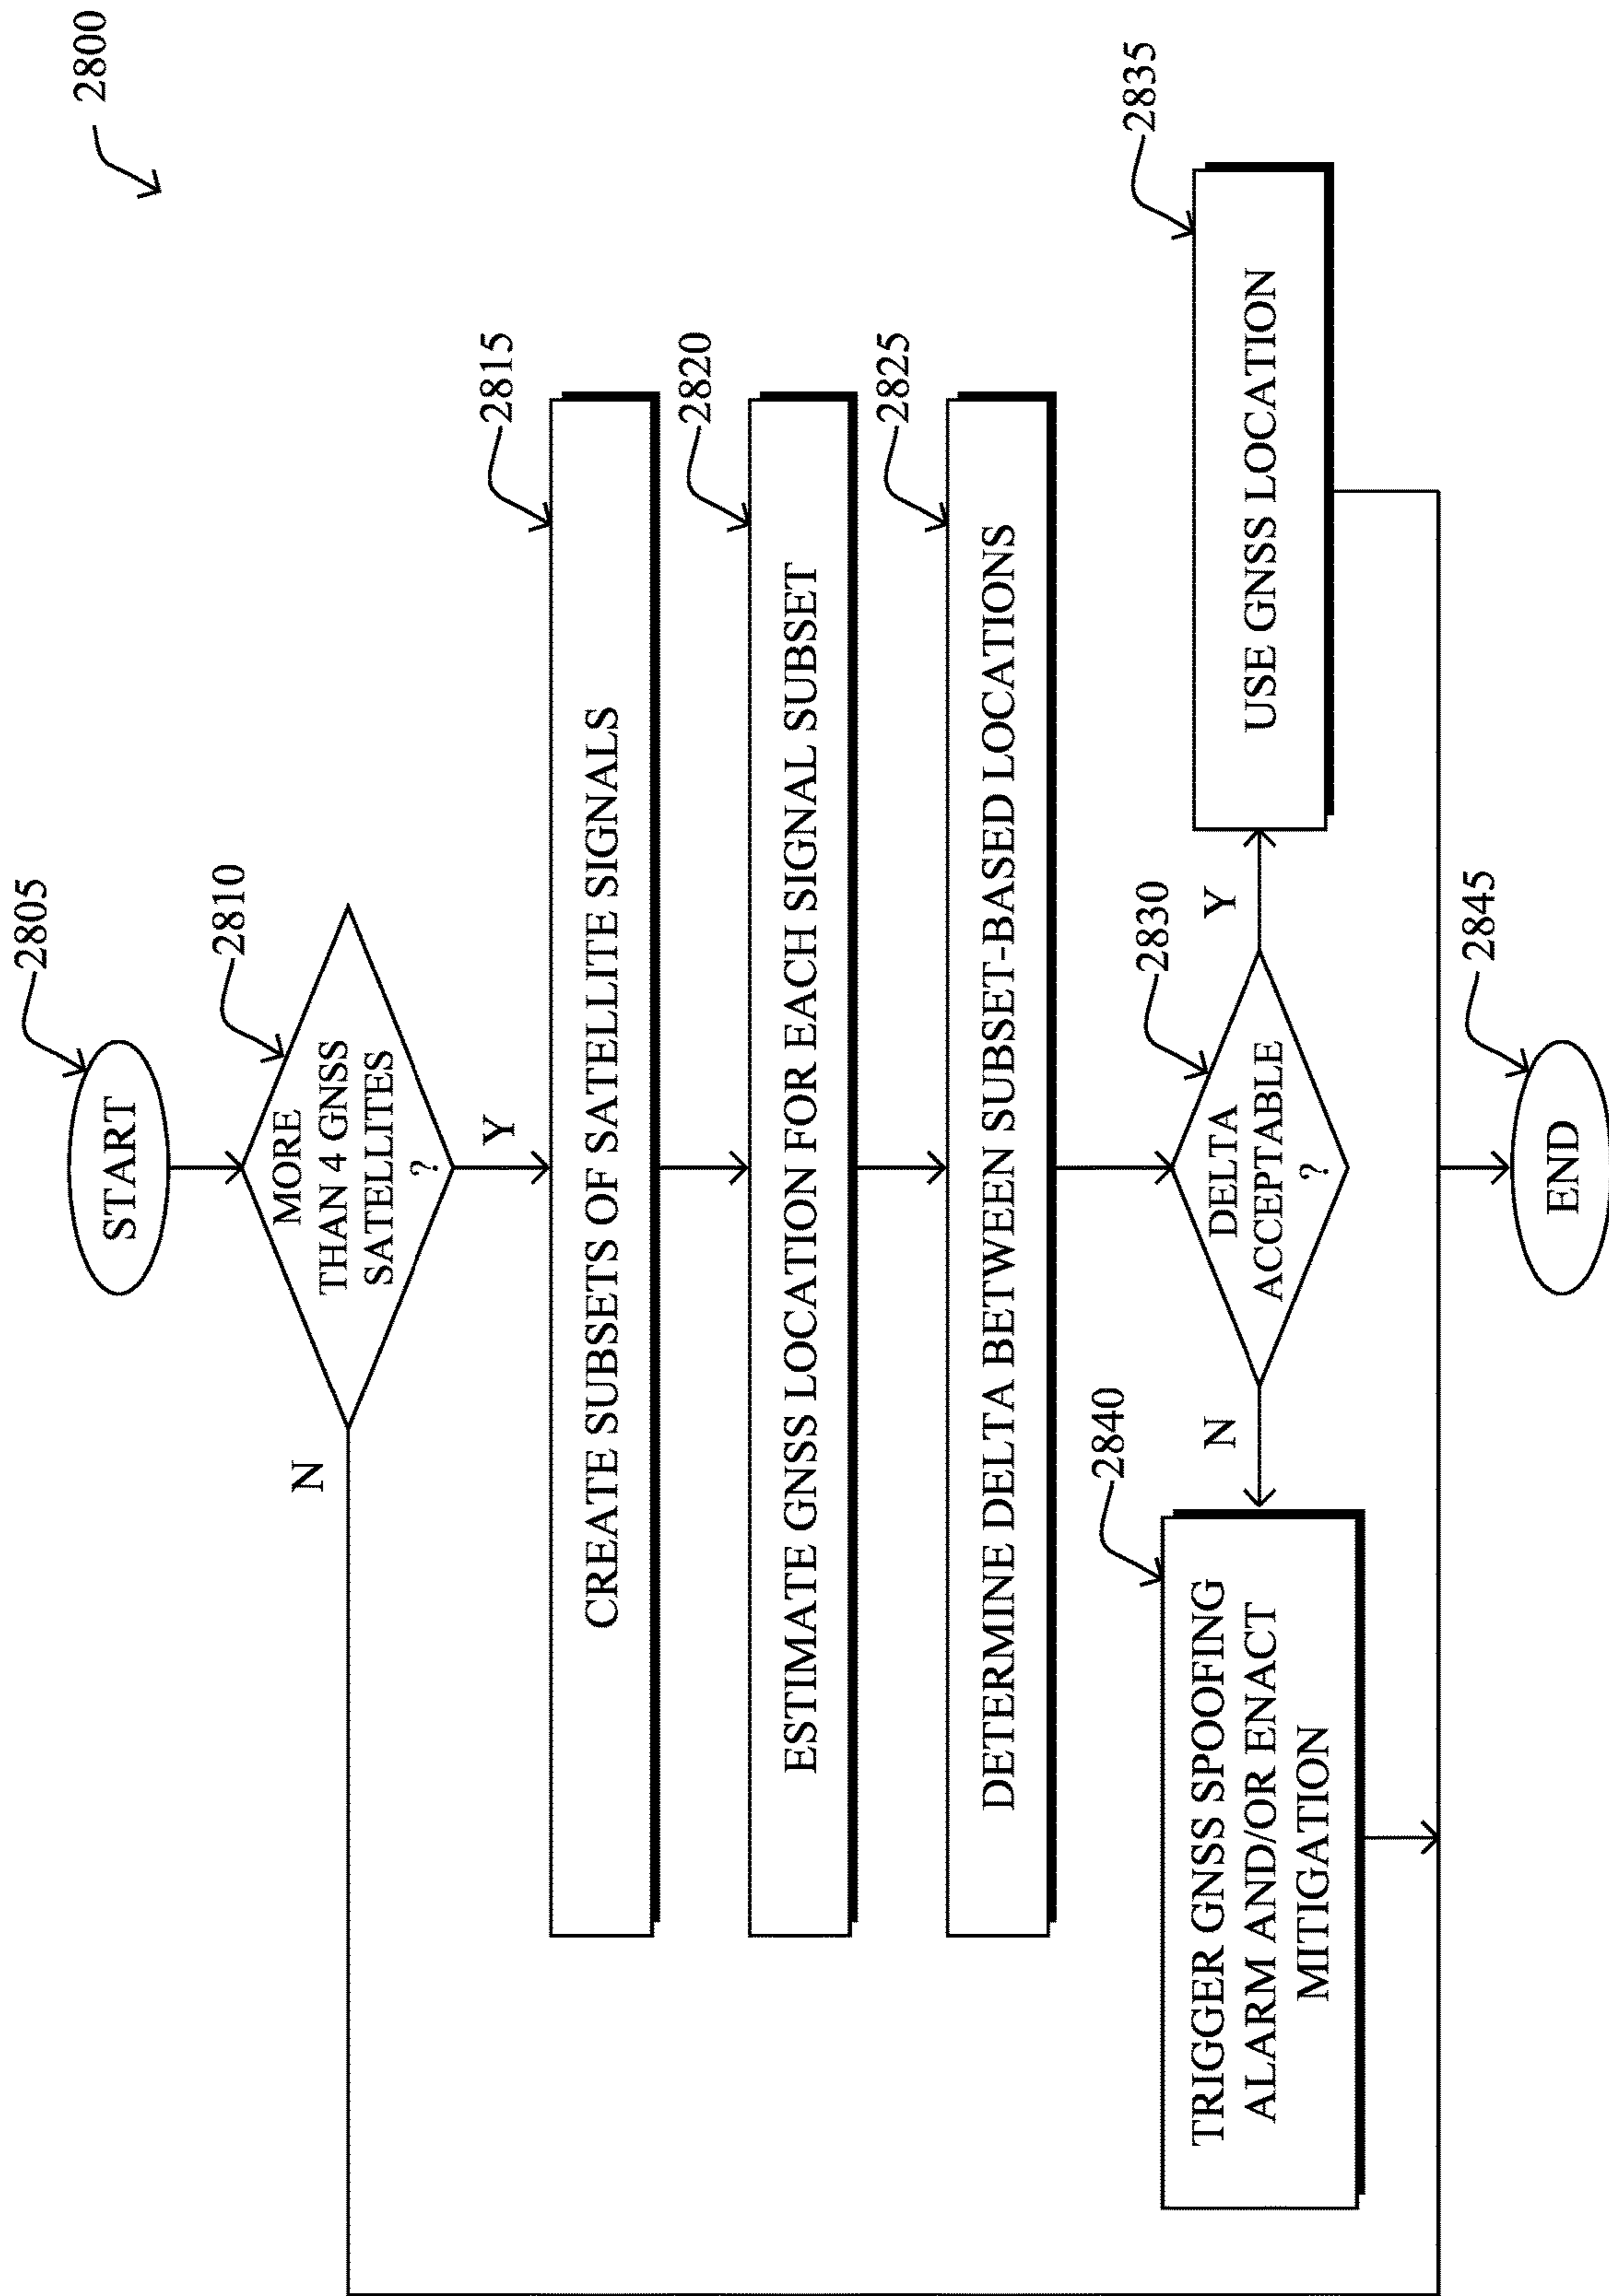 2800
START
2805
MORE
THAN 4 GNSS
SATELLITES
?
2810
N
Y
CREATE SUBSETS OF SATELLITE SIGNALS
2815
ESTIMATE GNSS LOCATION FOR EACH SIGNAL SUBSET
2820
DETERMINE DELTA BETWEEN SUBSET-BASED LOCATIONS
2825
DELTA
ACCEPTABLE
?
2830
N
Y
TRIGGER GNSS SPOOFING
ALARM AND/OR ENACT
MITIGATION
2840
USE GNSS LOCATION
2835
END
2845